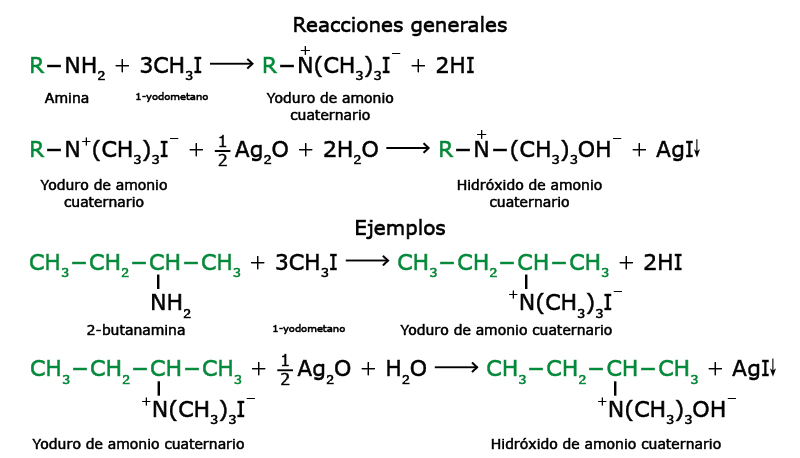 Reacciones generales
R—NH₂ + 3CH₃I ⟶ R—N⁺(CH₃)₃I⁻ + 2HI
Amina 1-yodometano Yoduro de amonio
cuaternario
R—N⁺(CH₃)₃I⁻ + 1/2 Ag₂O + 2H₂O ⟶ R—N⁺—(CH₃)₃OH⁻ + AgI↓
Yoduro de amonio Hidróxido de amonio
cuaternario cuaternario
Ejemplos
CH₃—CH₂—CH—CH₃ + 3CH₃I ⟶ CH₃—CH₂—CH—CH₃ + 2HI
NH₂ ⁺N(CH₃)₃I⁻
2-butanamina 1-yodometano Yoduro de amonio cuaternario
CH₃—CH₂—CH—CH₃ + 1/2 Ag₂O + H₂O ⟶ CH₃—CH₂—CH—CH₃ + AgI↓
⁺N(CH₃)₃I⁻ ⁺N(CH₃)₃OH⁻
Yoduro de amonio cuaternario Hidróxido de amonio cuaternario